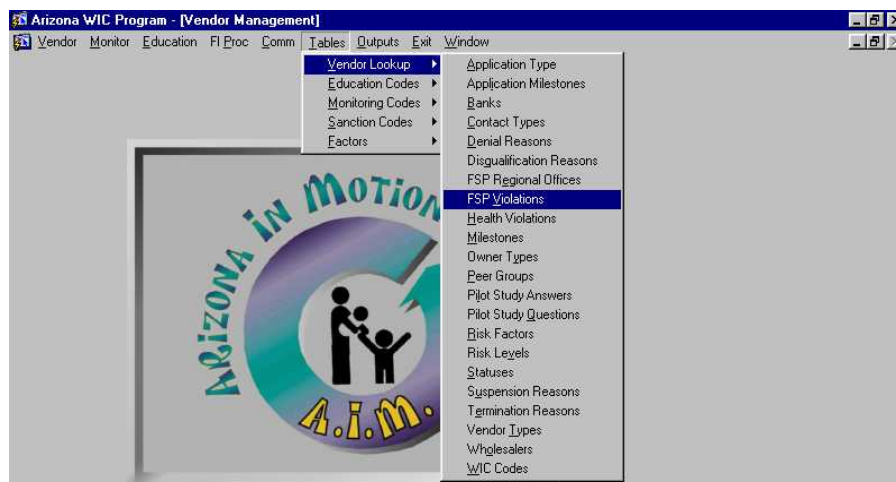 Arizona WIC Program - [Vendor Management]
Vendor Monitor Education FI Proc Comm Tables Outputs Exit Window
Vendor Lookup
Education Codes
Monitoring Codes
Sanction Codes
Factors
Application Type
Application Milestones
Banks
Contact Types
Denial Reasons
Disqualification Reasons
FSP Regional Offices
FSP Violations
Health Violations
Milestones
Owner Types
Peer Groups
Pilot Study Answers
Pilot Study Questions
Risk Factors
Risk Levels
Statuses
Suspension Reasons
Termination Reasons
Vendor Types
Wholesalers
WIC Codes
ARIZONA IN MOTION
A.i.M.